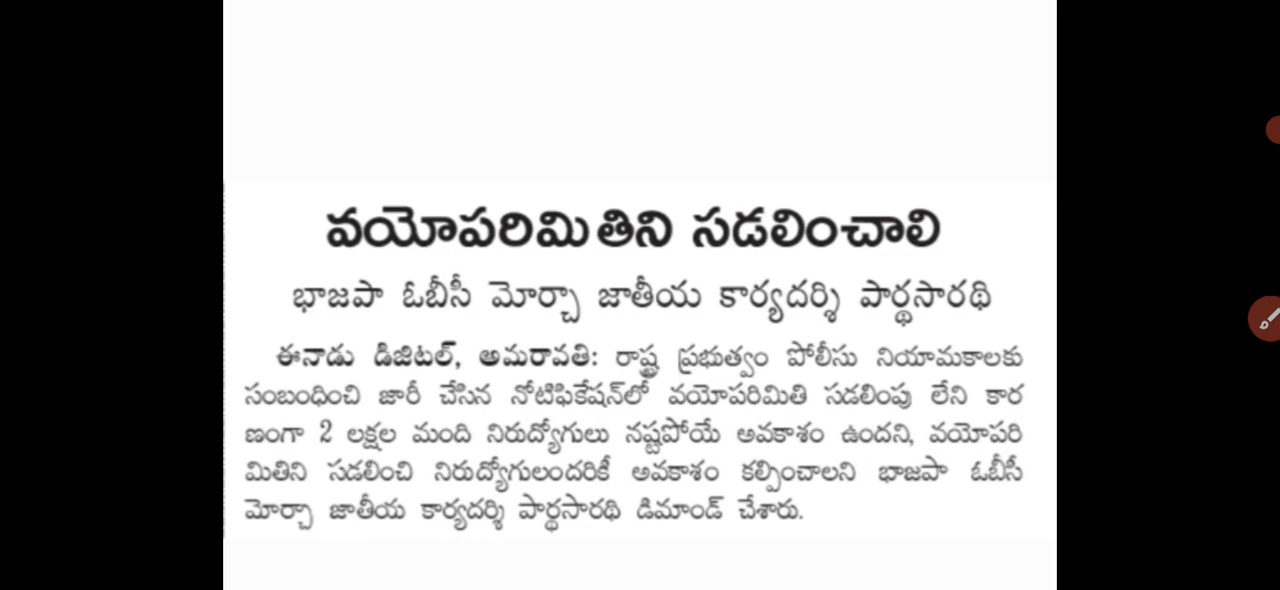 వయోపరిమితిని సడలించాలి
భాజపా ఓబీసీ మోర్చా జాతీయ కార్యదర్శి పార్థసారథి
ఈనాడు డిజిటల్, అమరావతి: రాష్ట్ర ప్రభుత్వం పోలీసు నియామకాలకు
సంబంధించి జారీ చేసిన నోటిఫికేషన్‌లో వయోపరిమితి సడలింపు లేని కార
ణంగా 2 లక్షల మంది నిరుద్యోగులు నష్టపోయే అవకాశం ఉందని, వయోపరి
మితిని సడలించి నిరుద్యోగులందరికీ అవకాశం కల్పించాలని భాజపా ఓబీసీ
మోర్చా జాతీయ కార్యదర్శి పార్థసారథి డిమాండ్ చేశారు.